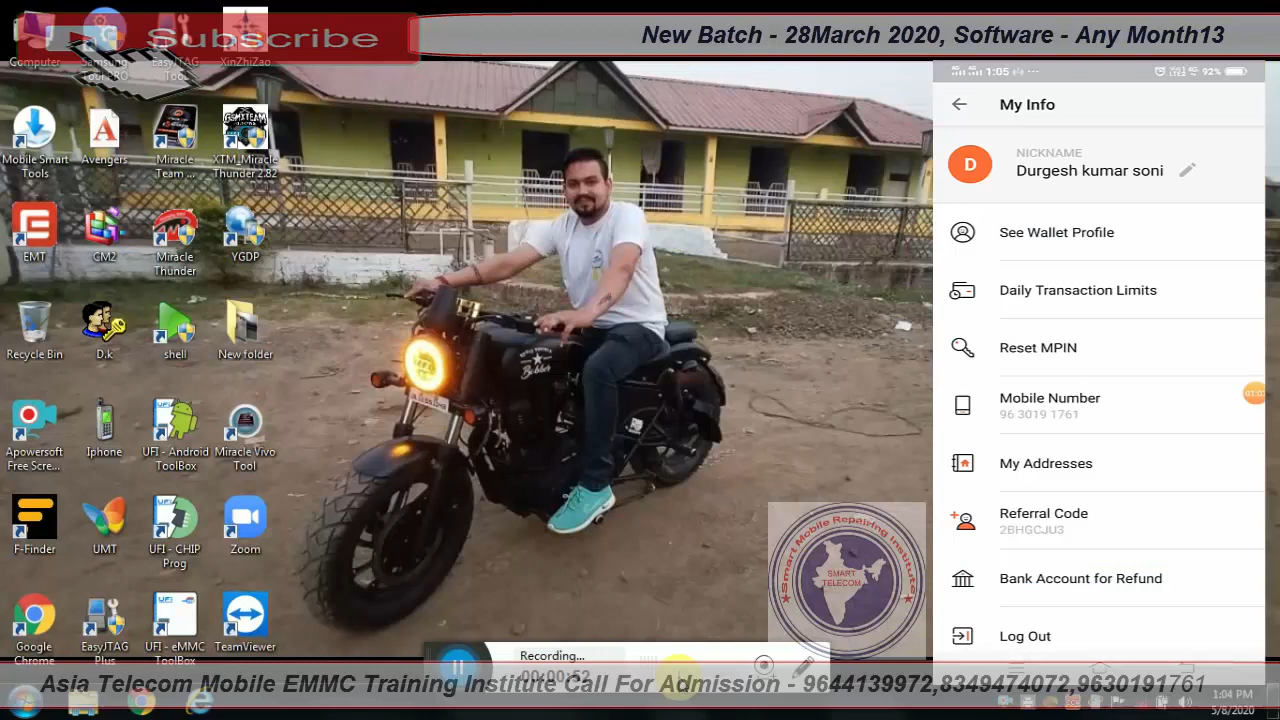 Subscribe
New Batch - 28March 2020, Software - Any Month13
Computer
Samsung Tool PRO
EasyJTAG Tool
XinZhiZao
Mobile Smart Tools
Avengers
Miracle Team ...
XTM_Miracle Thunder 2.82
EMT
CM2
Miracle Thunder
YGDP
Recycle Bin
D.k
shell
New folder
Apowersoft Free Scre...
Iphone
UFI - Android ToolBox
Miracle Vivo Tool
F-Finder
UMT
UFI - CHIP Prog
Zoom
Google Chrome
EasyJTAG Plus
UFI - eMMC ToolBox
TeamViewer
Bobber
1:05
92%
My Info
D
NICKNAME
Durgesh kumar soni
See Wallet Profile
Daily Transaction Limits
Reset MPIN
Mobile Number
96 3019 1761
My Addresses
Referral Code
2BHGCJU3
Bank Account for Refund
Log Out
Smart Mobile Repairing Institute
SMART
TELECOM
Recording...
00:00:52
Asia Telecom Mobile EMMC Training Institute Call For Admission - 9644139972,8349474072,9630191761
1:04 PM
5/8/2020